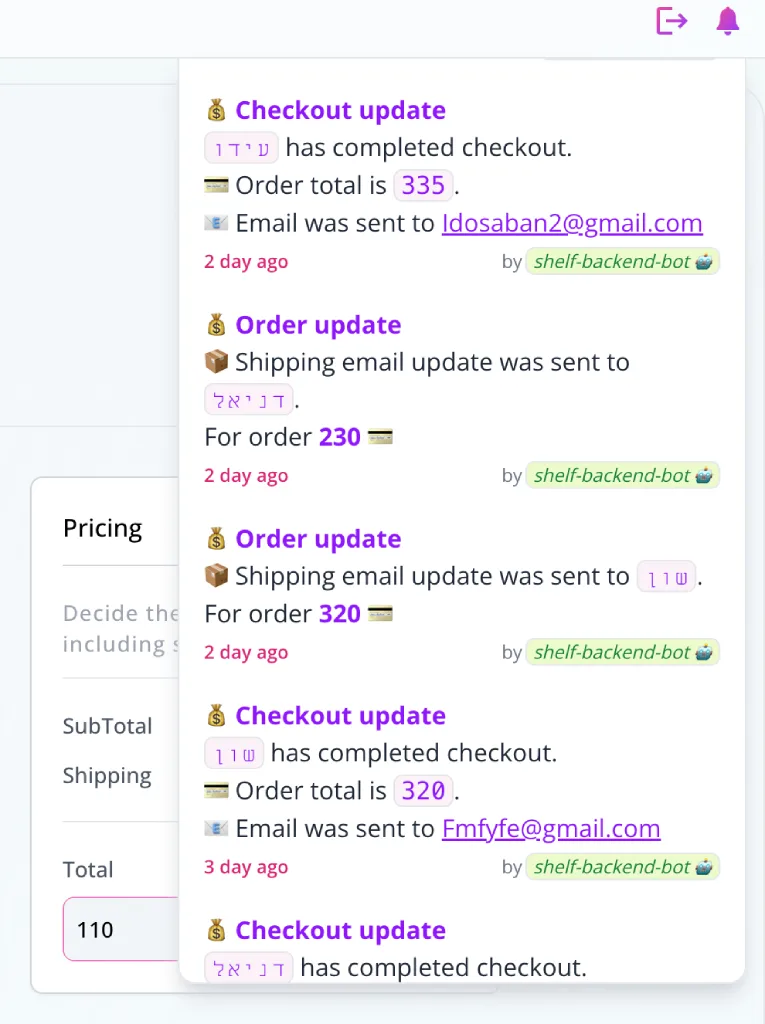 💰 Checkout update
עידו has completed checkout.
💳 Order total is 335.
📧 Email was sent to Idosaban2@gmail.com
2 day ago by shelf-backend-bot 🤖
💰 Order update
📦 Shipping email update was sent to
דניאל.
For order 230 💳
2 day ago by shelf-backend-bot 🤖
💰 Order update
📦 Shipping email update was sent to שון.
For order 320 💳
2 day ago by shelf-backend-bot 🤖
💰 Checkout update
שון has completed checkout.
💳 Order total is 320.
📧 Email was sent to Fmfyfe@gmail.com
3 day ago by shelf-backend-bot 🤖
💰 Checkout update
דניאל has completed checkout.
Pricing
Decide the
including
SubTotal
Shipping
Total
110